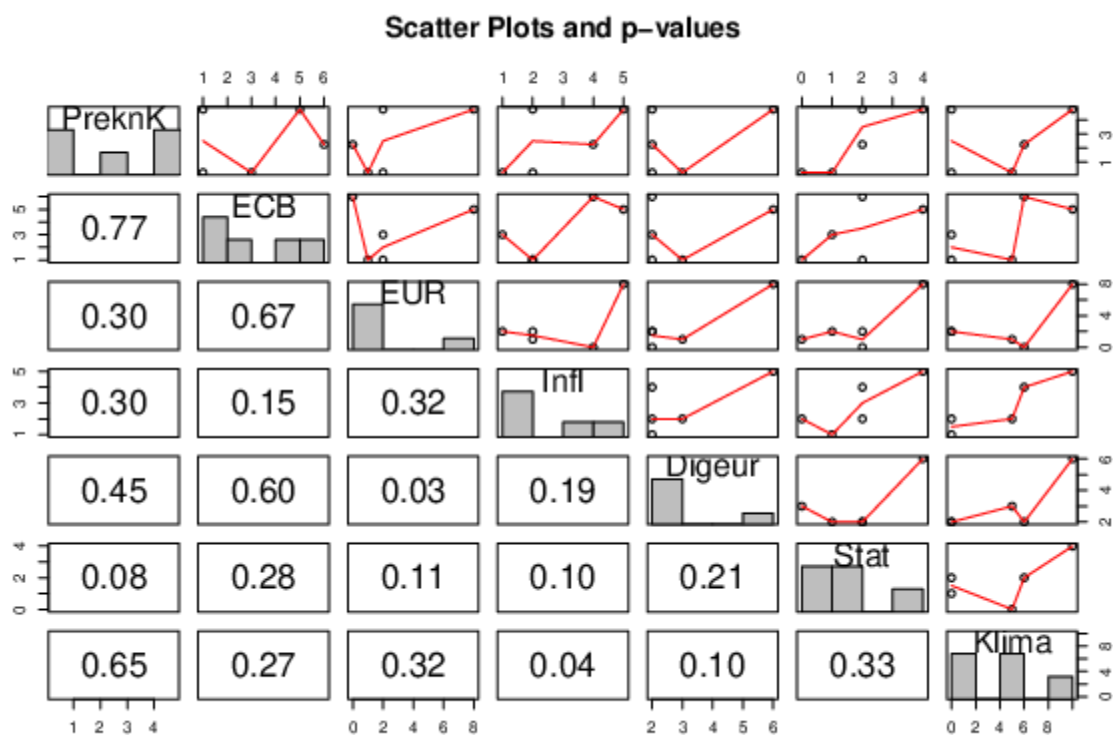 Scatter Plots and p−values
1 2 3 4 5 6
1 2 3 4 5
0 1 2 3 4
PreknK
1 3
1 3 5
0.77
ECB
0.30
0.67
EUR
0 4 8
1 3 5
0.30
0.15
0.32
Infl
0.45
0.60
0.03
0.19
Digeur
2 4 6
0 2 4
0.08
0.28
0.11
0.10
0.21
Stat
0.65
0.27
0.32
0.04
0.10
0.33
Klima
0 4 8
1 2 3 4
0 2 4 6 8
2 3 4 5 6
0 2 4 6 8